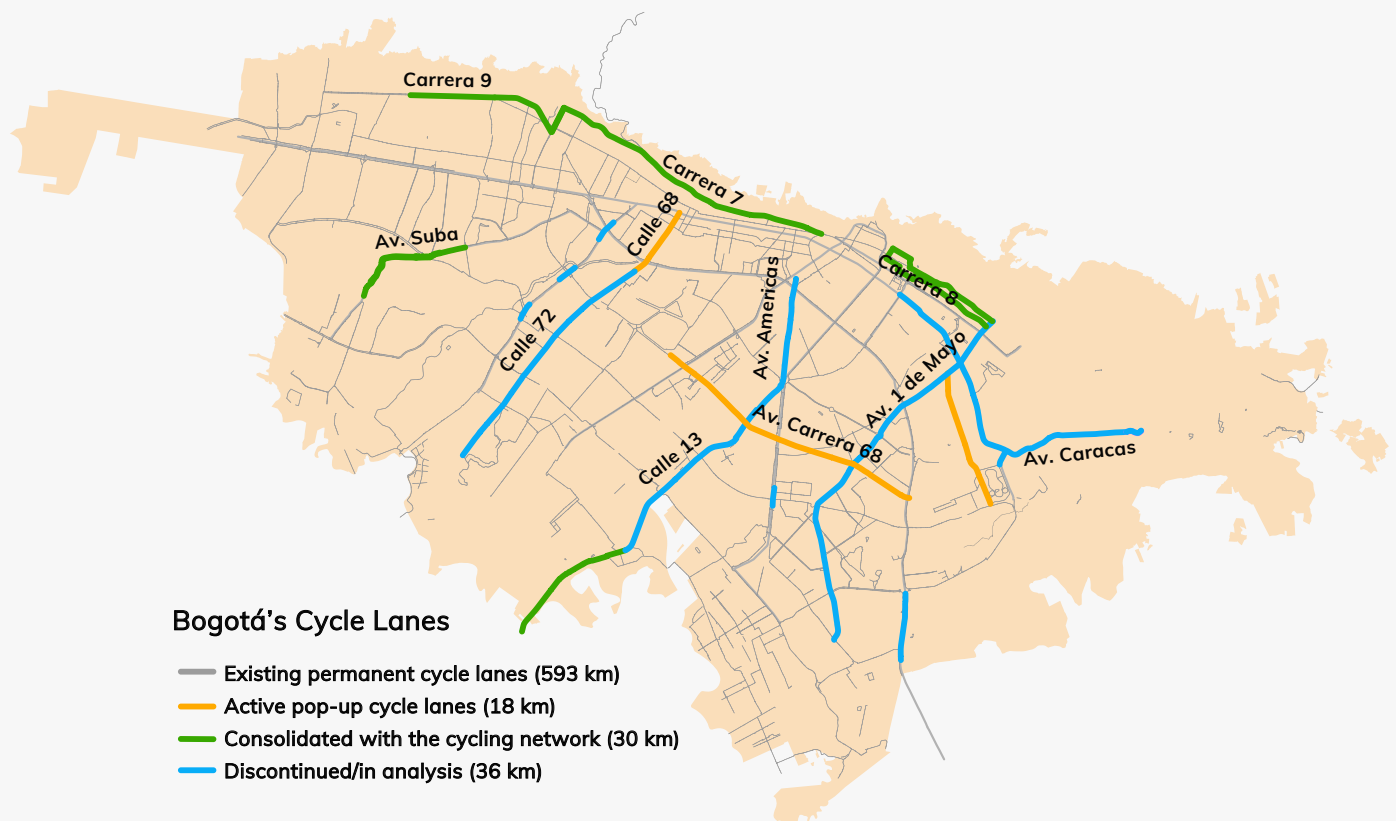 Carrera 9
Carrera 7
Calle 68
Av. Suba
Carrera 8
Av. Americas
Calle 72
Av. 1 de Mayo
Av. Carrera 68
Calle 13
Av. Caracas
Bogotá’s Cycle Lanes
Existing permanent cycle lanes (593 km)
Active pop-up cycle lanes (18 km)
Consolidated with the cycling network (30 km)
Discontinued/in analysis (36 km)